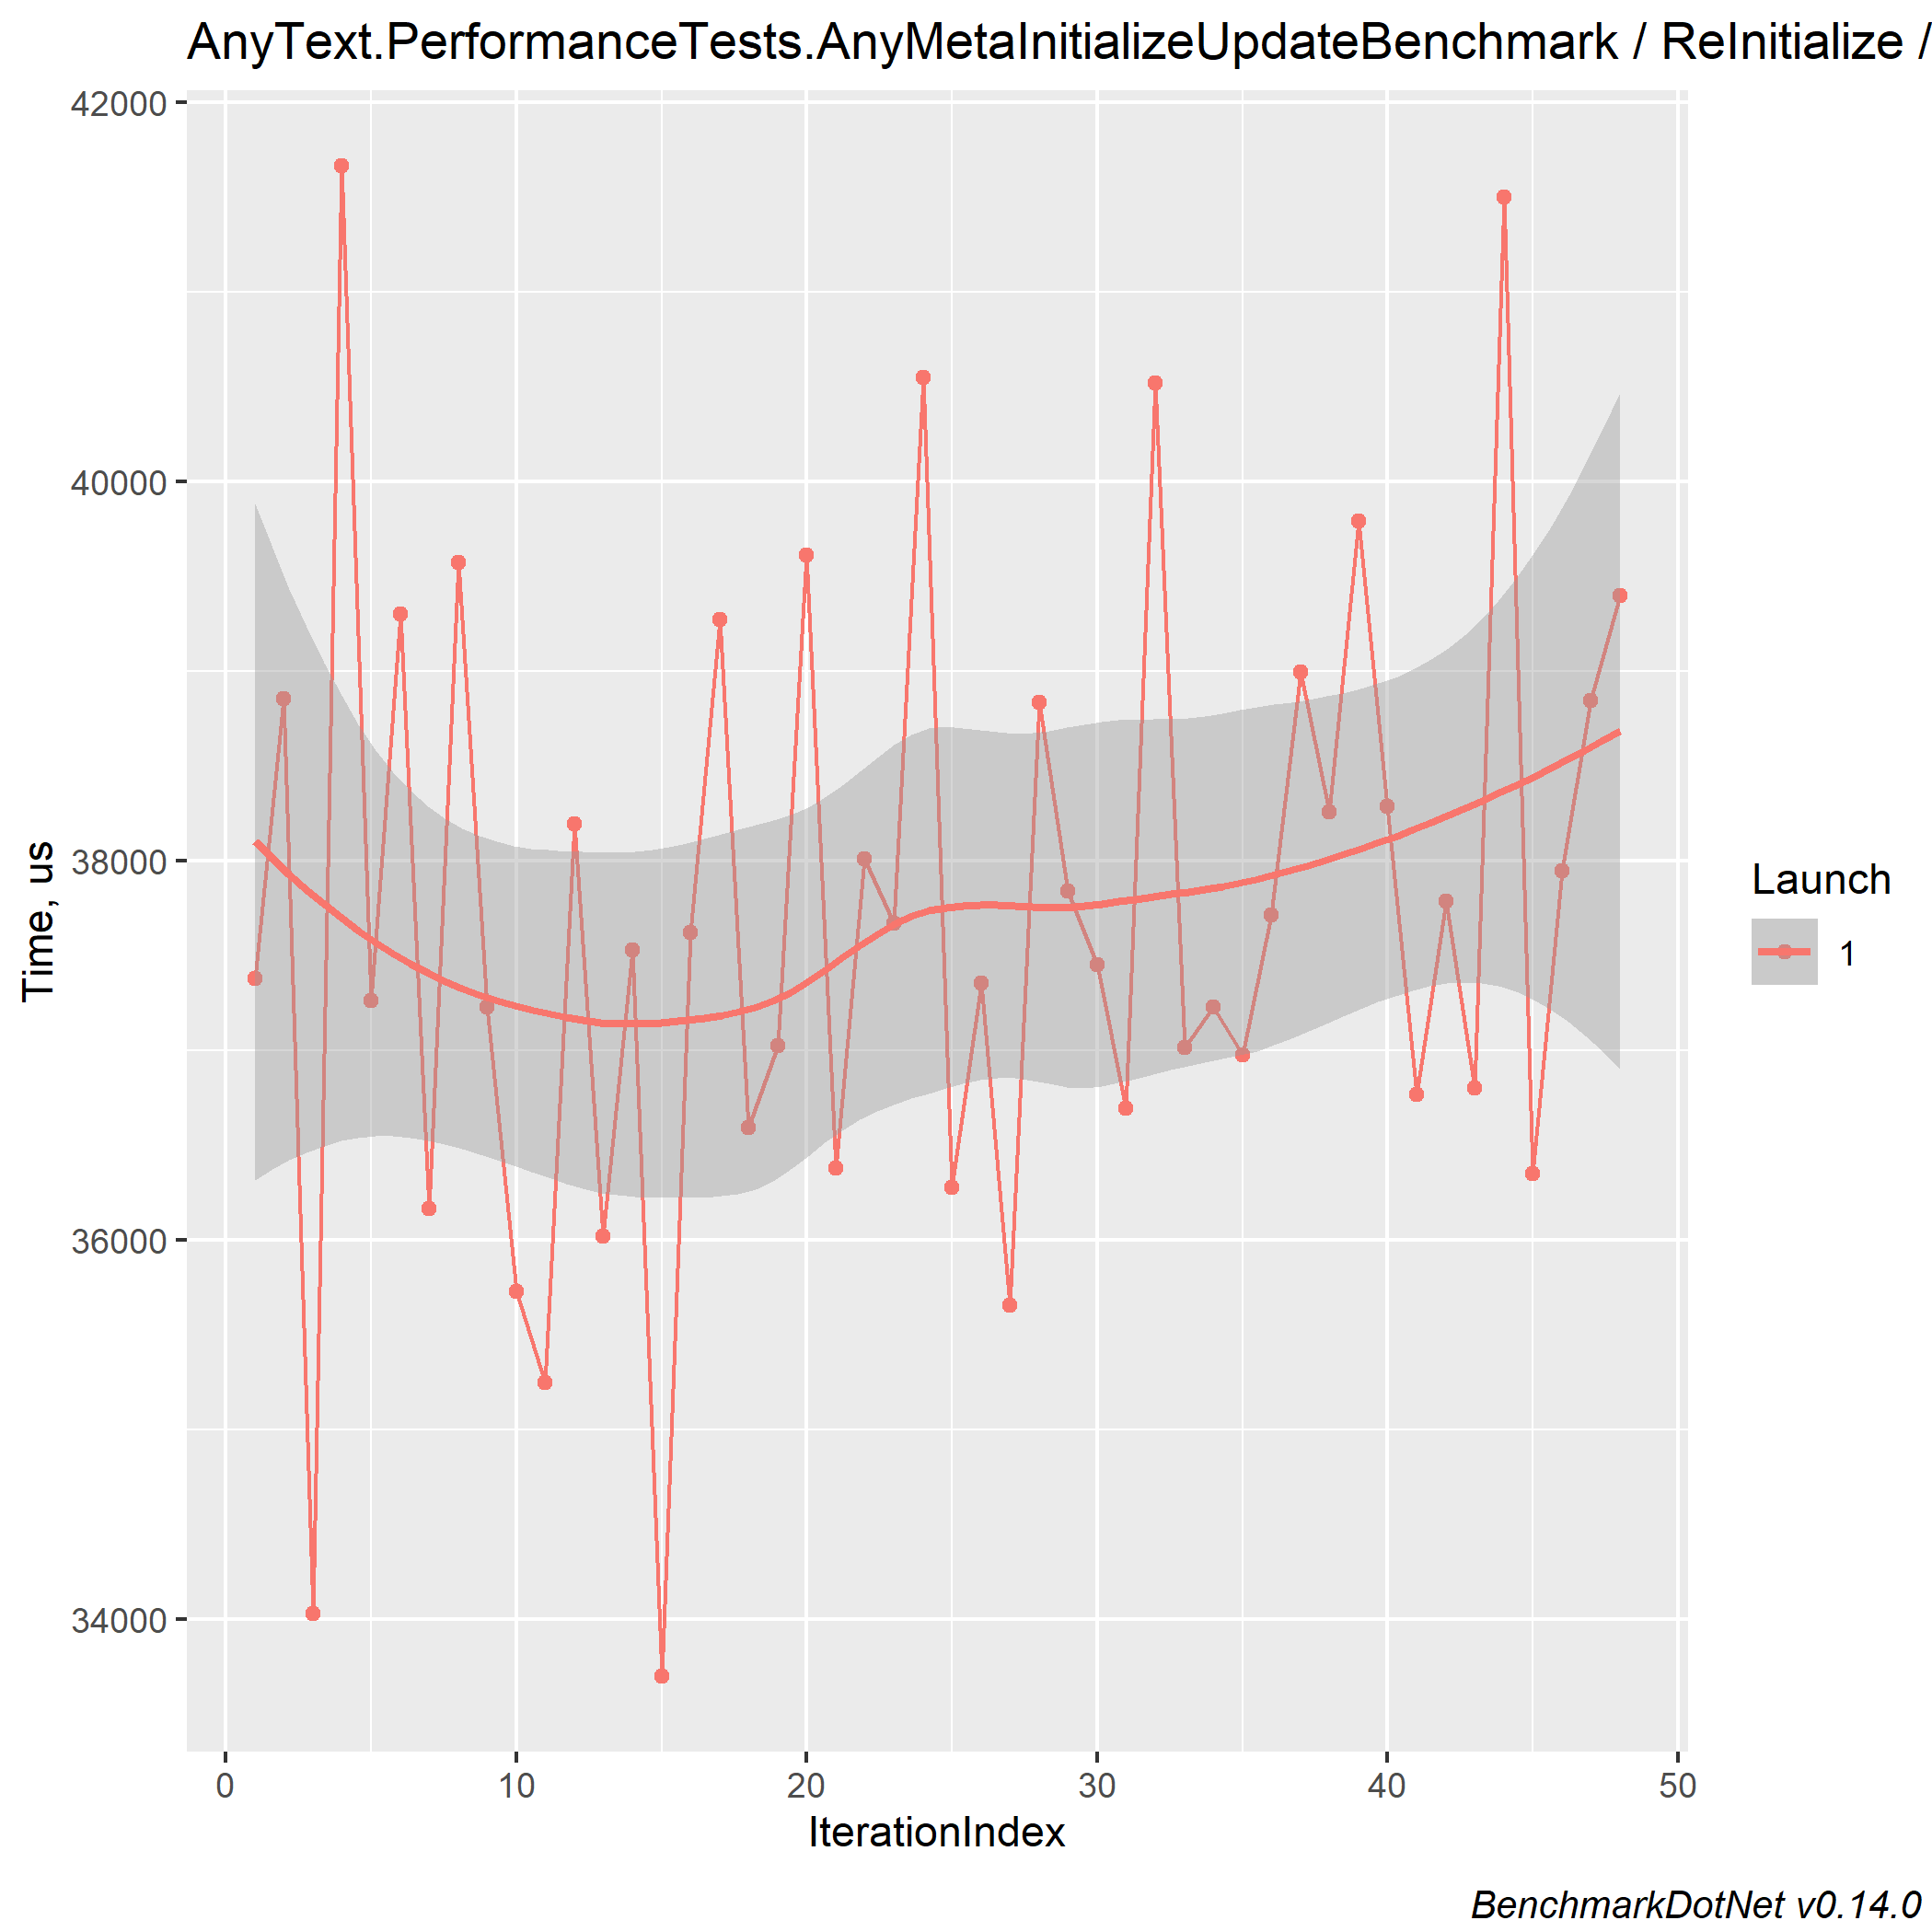 AnyText.PerformanceTests.AnyMetaInitializeUpdateBenchmark / ReInitialize /
42000
40000
38000
36000
34000
Time, us
0 10 20 30 40 50
IterationIndex
Launch
1
BenchmarkDotNet v0.14.0